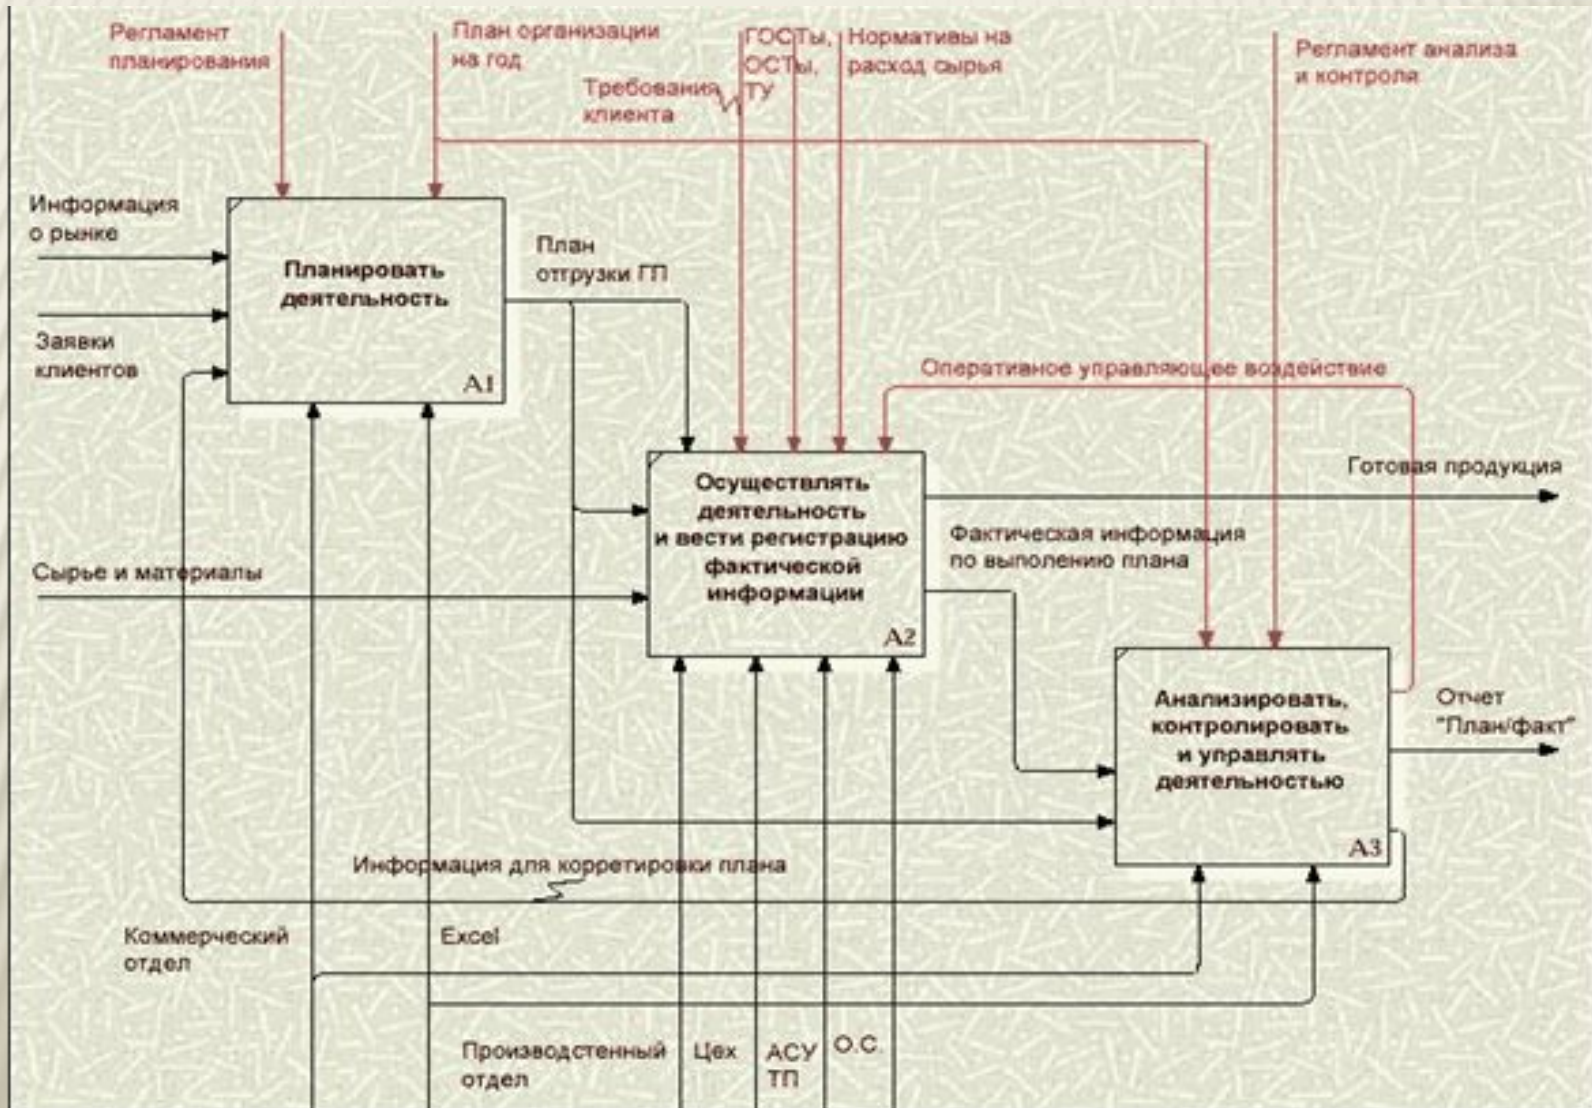 Регламент
планирования
План организации
на год
Требования
клиента
ГОСТы,
ОСТы,
ТУ
Нормативы на
расход сырья
Регламент анализа
и контроля
Информация
о рынке
Заявки
клиентов
Планировать
деятельность
A1
План
отгрузки ГП
Оперативное управляющее воздействие
Сырье и материалы
Осуществлять
деятельность
и вести регистрацию
фактической
информации
A2
Готовая продукция
Фактическая информация
по выполению плана
Анализировать,
контролировать
и управлять
деятельностью
A3
Отчет
"План/факт"
Информация для корретировки плана
Коммерческий
отдел
Excel
Производстенный
отдел
Цех
АСУ
ТП
О.С.